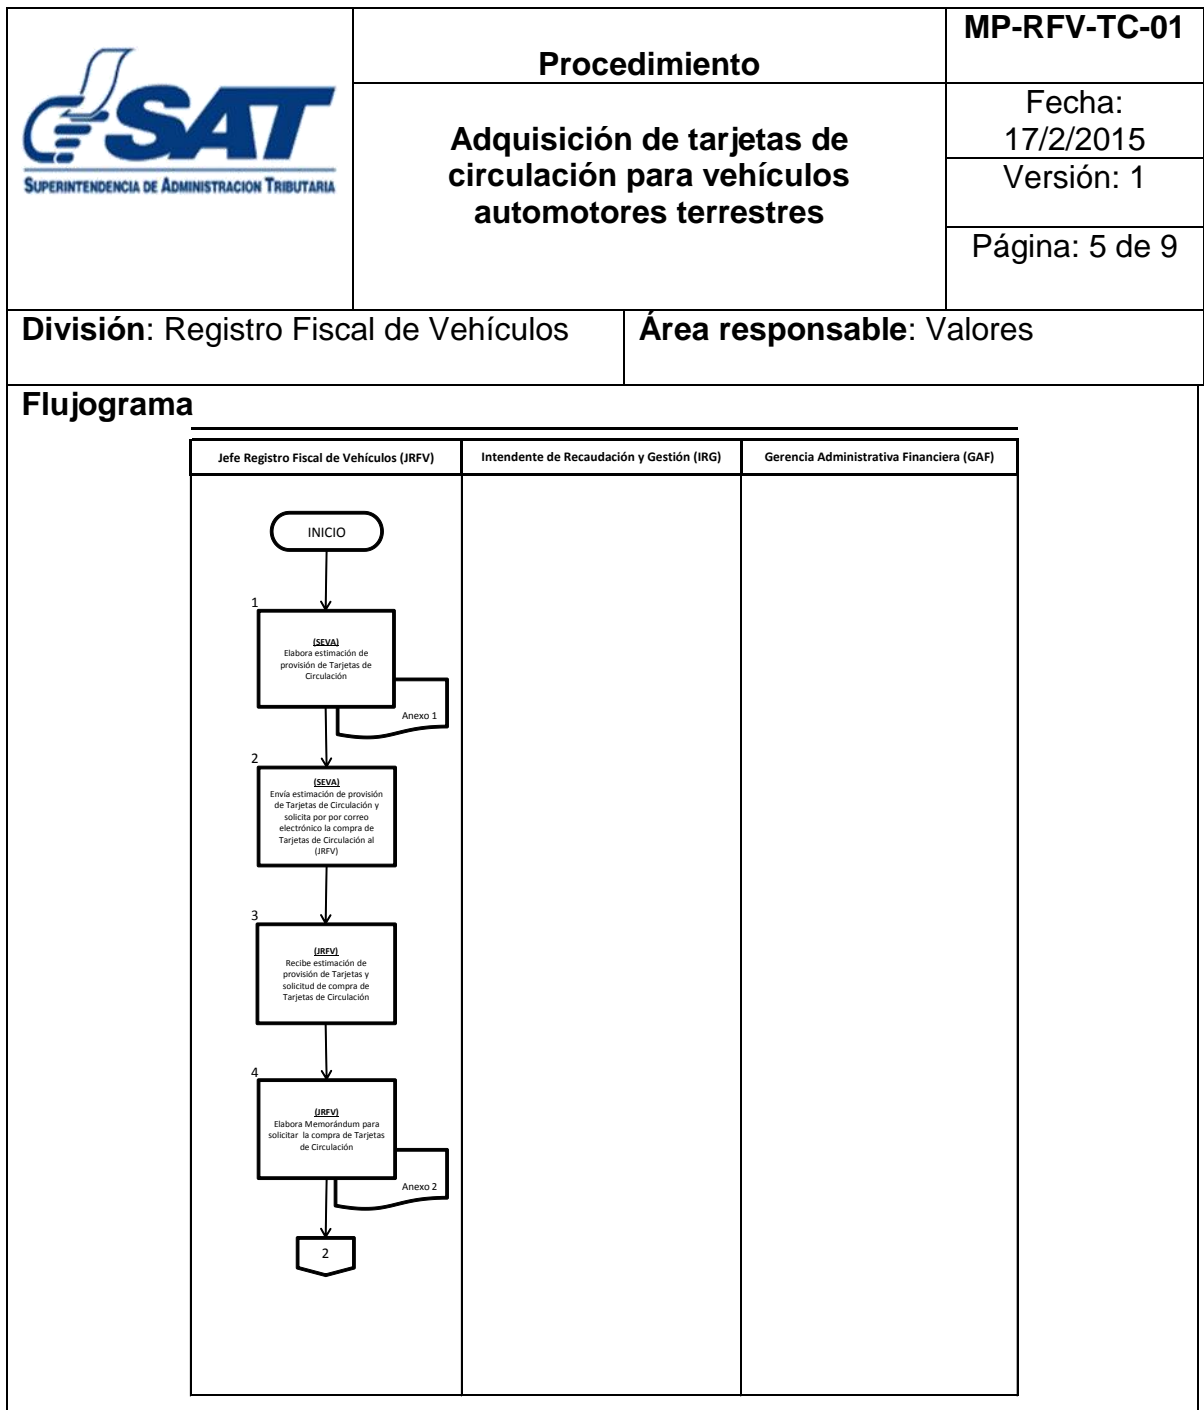 SAT
SUPERINTENDENCIA DE ADMINISTRACION TRIBUTARIA
Procedimiento
Adquisición de tarjetas de
circulación para vehículos
automotores terrestres
MP-RFV-TC-01
Fecha:
17/2/2015
Versión: 1
Página: 5 de 9
División: Registro Fiscal de Vehículos
Área responsable: Valores
Flujograma
Jefe Registro Fiscal de Vehículos (JRFV)
Intendente de Recaudación y Gestión (IRG)
Gerencia Administrativa Financiera (GAF)
INICIO
1
(SEVA)
Elabora estimación de
provisión de Tarjetas de
Circulación
Anexo 1
2
(SEVA)
Envía estimación de provisión
de Tarjetas de Circulación y
solicita por por correo
electrónico la compra de
Tarjetas de Circulación al
(JRFV)
3
(JRFV)
Recibe estimación de
provisión de Tarjetas y
solicitud de compra de
Tarjetas de Circulación
4
(JRFV)
Elabora Memorándum para
solicitar la compra de Tarjetas
de Circulación
Anexo 2
2